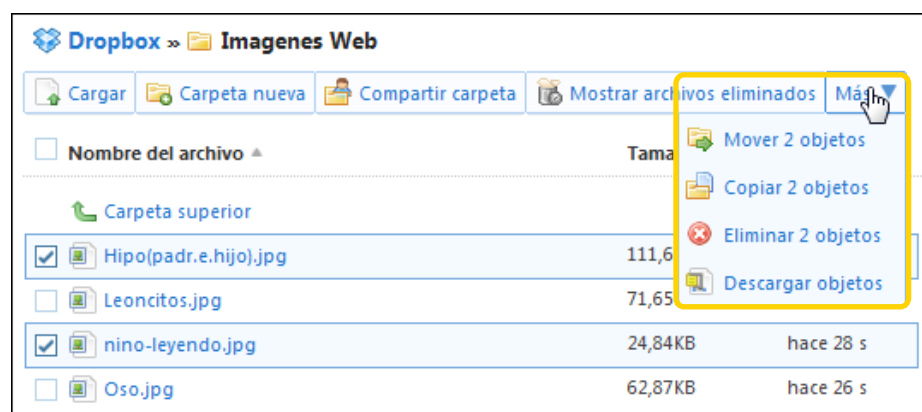 Dropbox » Imagenes Web
Cargar Carpeta nueva Compartir carpeta Mostrar archivos eliminados Más
Mover 2 objetos
Nombre del archivo
Copiar 2 objetos
Carpeta superior
Eliminar 2 objetos
Hipo(padr.e.hijo).jpg 111,6
Descargar objetos
Leoncitos.jpg 71,65
nino-leyendo.jpg 24,84KB hace 28 s
Oso.jpg 62,87KB hace 26 s